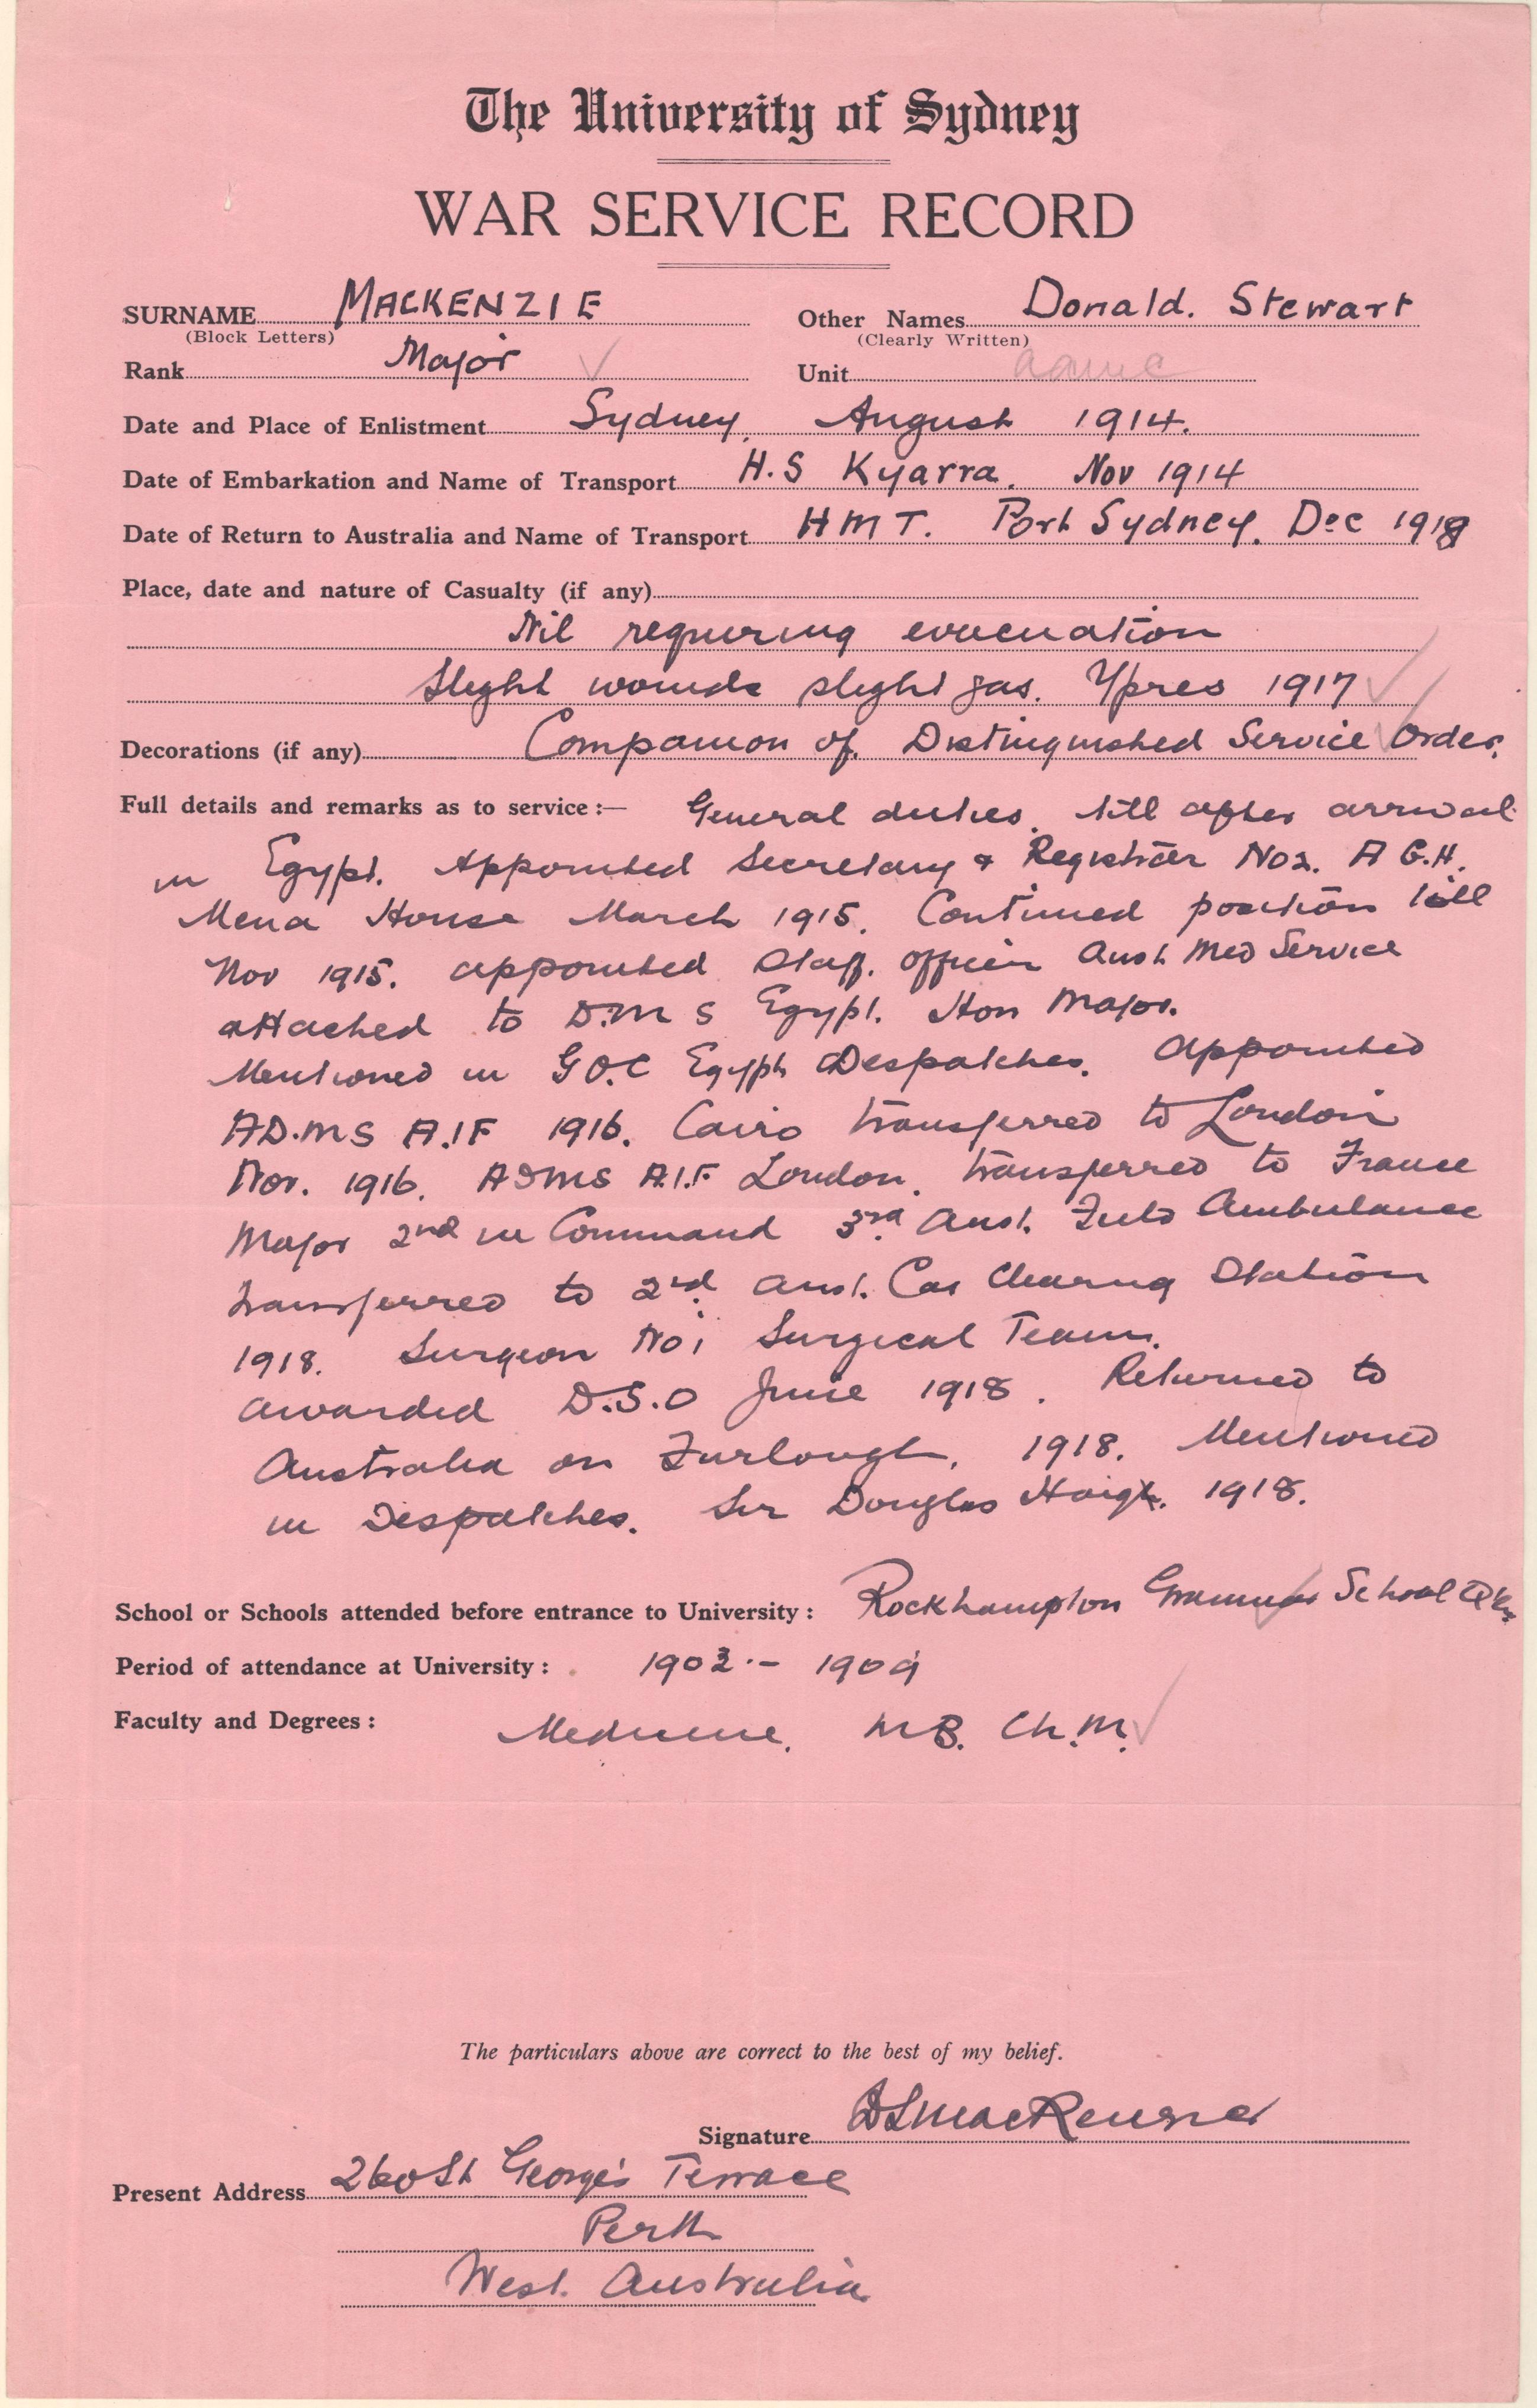 The University of Sydney
WAR SERVICE RECORD
SURNAME MACKENZIE Other Names Donald. Stewart
(Block Letters) (Clearly Written)
Rank Major Unit aamc
Date and Place of Enlistment Sydney, August 1914.
Date of Embarkation and Name of Transport H.S Kyarra. Nov 1914
Date of Return to Australia and Name of Transport HMT. Port Sydney. Dec 1918
Place, date and nature of Casualty (if any)
Nil requiring evacuation
Slight wounds slight gas. Ypres 1917
Decorations (if any) Companion of Distinguished Service Order.
Full details and remarks as to service:— General duties till after arrival
in Egypt. Appointed Secretary & Registrar No2. A G.H.
Mena House March 1915. Continued position till
Nov 1915. appointed Staff. officer Aust Med Service
attached to D.M S Egypt. Hon Major.
Mentioned in G.O.C Egypt Despatches. Appointed
AD.MS A.IF 1916. Cairo transferred to London
Nov. 1916. ADMS A.I.F London. transferred to France
Major 2nd in Command 3rd Aust. Field Ambulance
transferred to 2nd Aust. Cas Clearing Station
1918. Surgeon No1 Surgical Team.
Awarded D.S.O June 1918. Returned to
Australia on Furlough. 1918. Mentioned
in Despatches. Sir Douglas Haig. 1918.
School or Schools attended before entrance to University: Rockhampton Grammar School
Period of attendance at University: 1903 – 1909
Faculty and Degrees: Medicine. M B. Ch.M.
The particulars above are correct to the best of my belief.
Signature DSMacKenzie
Present Address 260 St George's Terrace
Perth
West. Australia